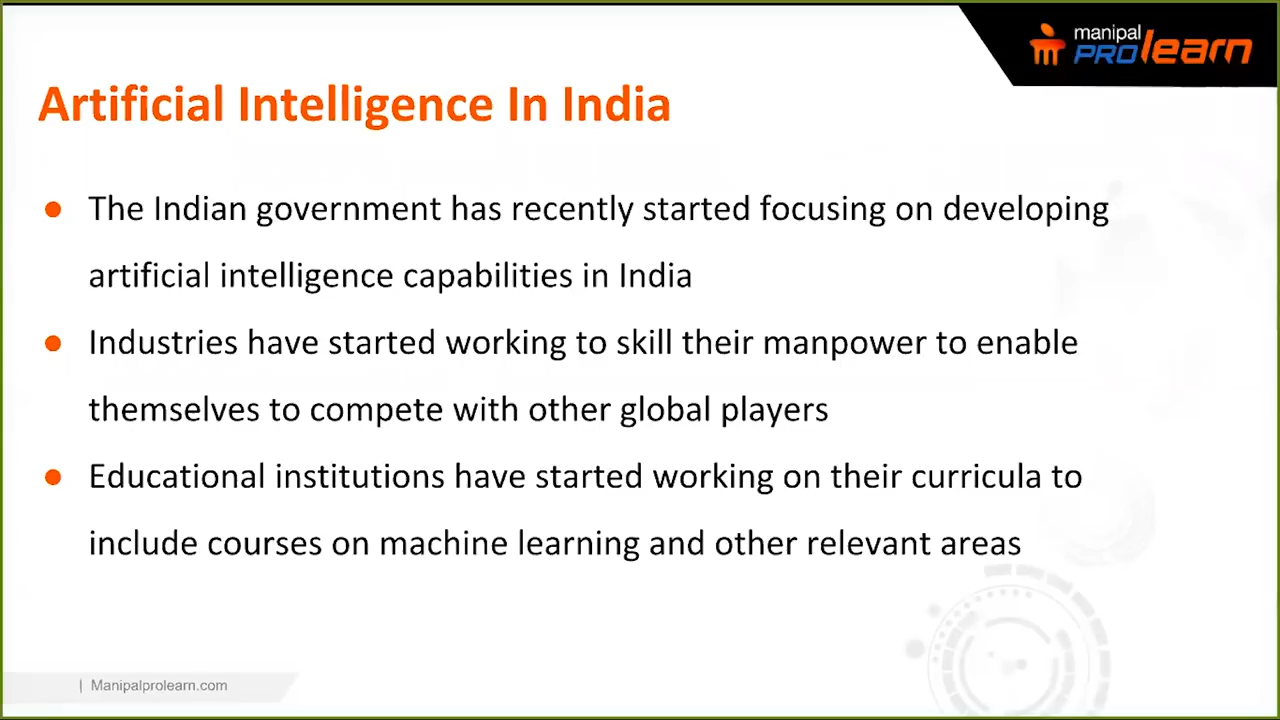 manipal
PROlearn
Artificial Intelligence In India
● The Indian government has recently started focusing on developing
artificial intelligence capabilities in India
● Industries have started working to skill their manpower to enable
themselves to compete with other global players
● Educational institutions have started working on their curricula to
include courses on machine learning and other relevant areas
| Manipalprolearn.com